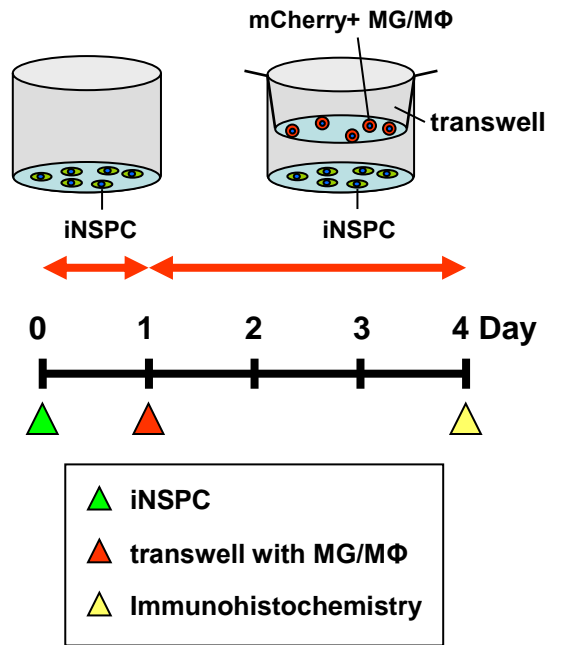 mCherry+ MG/MΦ
transwell
iNSPC
iNSPC
0 1 2 3 4 Day
iNSPC
transwell with MG/MΦ
Immunohistochemistry